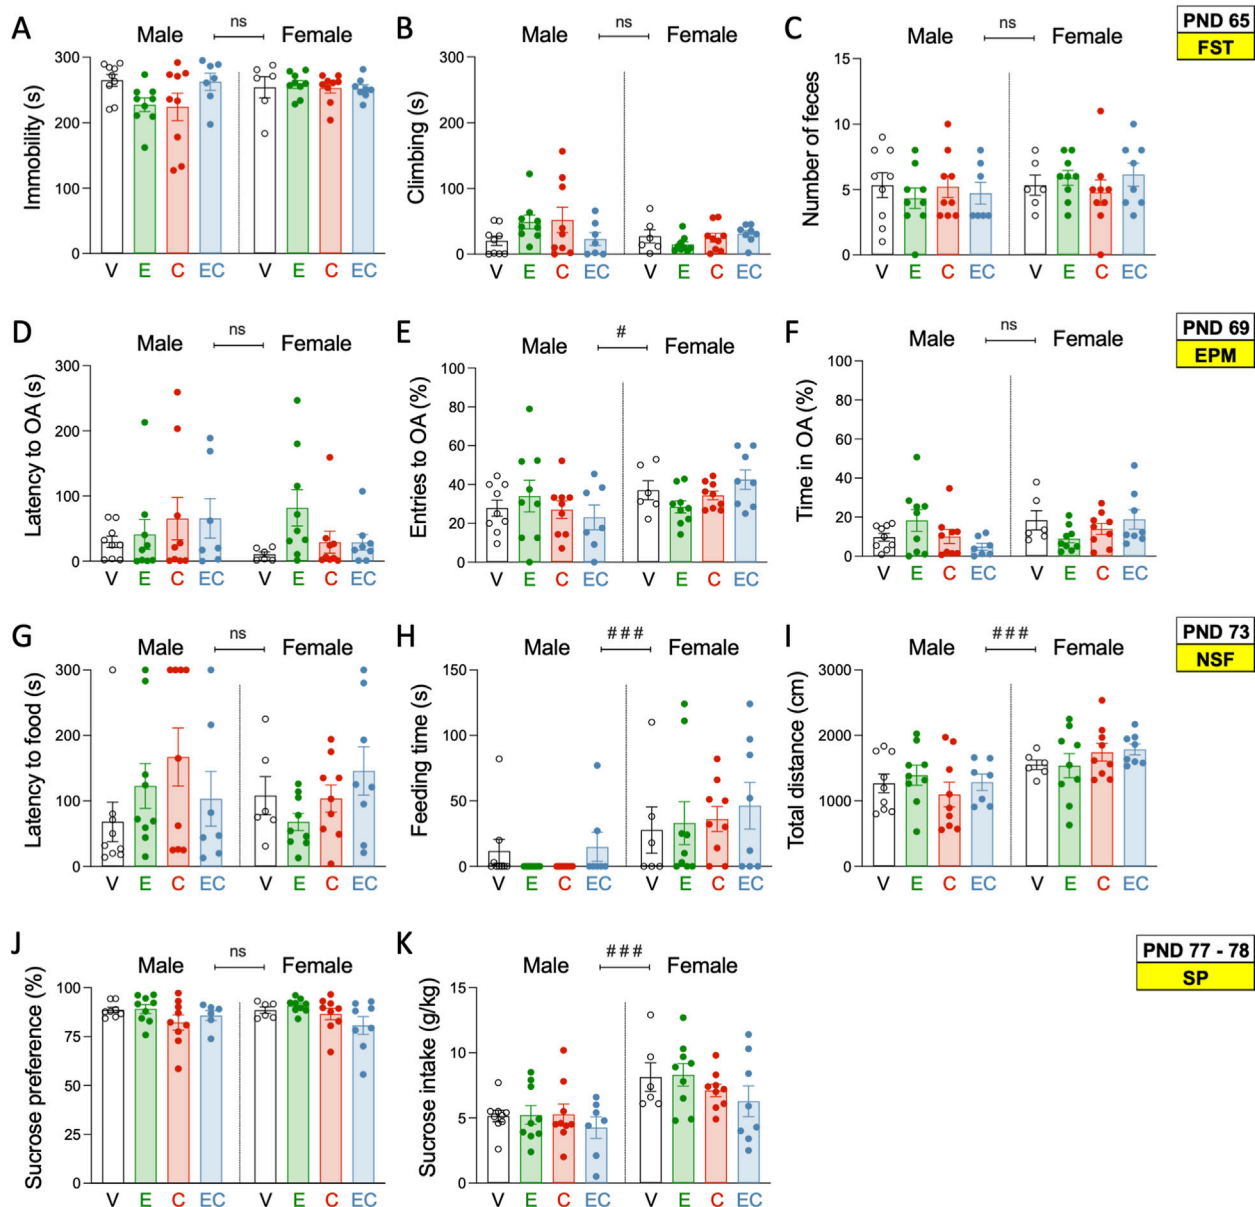 A
Male
ns
Female
Immobility (s)
300
200
100
0
V E C EC V E C EC
B
Male
ns
Female
Climbing (s)
300
200
100
0
V E C EC V E C EC
C
Male
ns
Female
Number of feces
15
10
5
0
V E C EC V E C EC
PND 65
FST
D
Male
ns
Female
Latency to OA (s)
300
200
100
0
V E C EC V E C EC
E
Male
#
Female
Entries to OA (%)
100
80
60
40
20
0
V E C EC V E C EC
F
Male
ns
Female
Time in OA (%)
100
80
60
40
20
0
V E C EC V E C EC
PND 69
EPM
G
Male
ns
Female
Latency to food (s)
300
200
100
0
V E C EC V E C EC
H
Male
###
Female
Feeding time (s)
150
100
50
0
V E C EC V E C EC
I
Male
###
Female
Total distance (cm)
3000
2000
1000
0
V E C EC V E C EC
PND 73
NSF
J
Male
ns
Female
Sucrose preference (%)
100
75
50
25
0
V E C EC V E C EC
K
Male
###
Female
Sucrose intake (g/kg)
15
10
5
0
V E C EC V E C EC
PND 77 - 78
SP